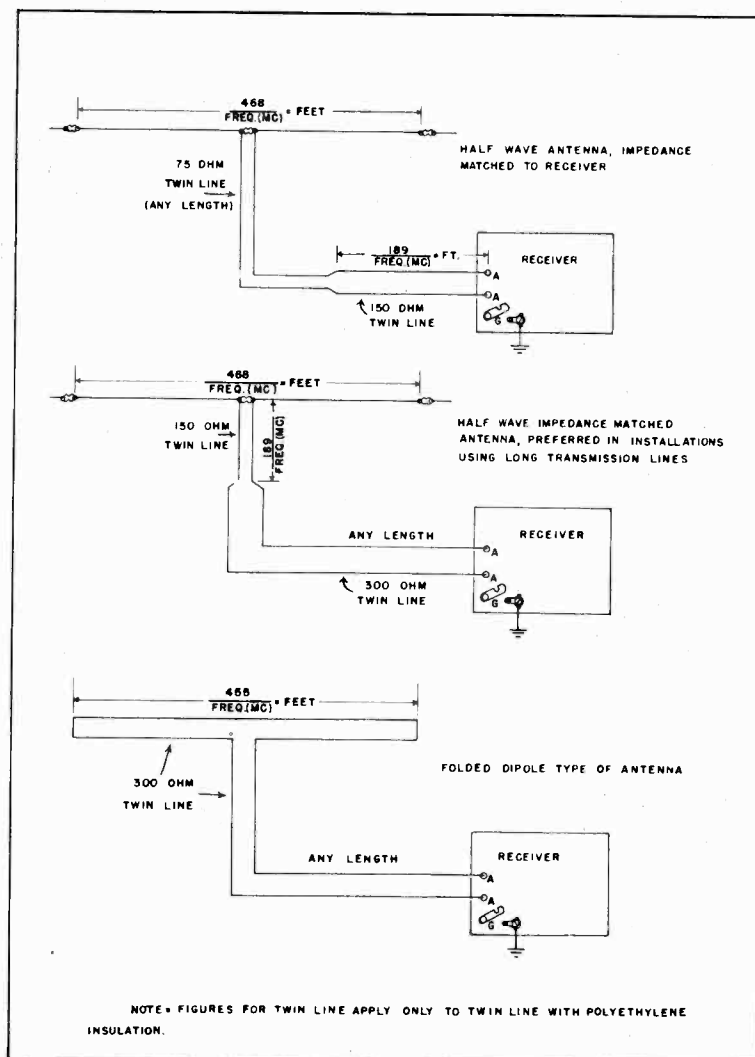 468
FREQ.(MC) = FEET
HALF WAVE ANTENNA, IMPEDANCE
MATCHED TO RECEIVER
75 OHM
TWIN LINE
(ANY LENGTH)
189
FREQ.(MC) = FT.
RECEIVER
A
A
G
150 OHM
TWIN LINE
468
FREQ.(MC) = FEET
150 OHM
TWIN LINE
189
FREQ(MC)
HALF WAVE IMPEDANCE MATCHED
ANTENNA, PREFERRED IN INSTALLATIONS
USING LONG TRANSMISSION LINES
ANY LENGTH
RECEIVER
A
A
G
300 OHM
TWIN LINE
468
FREQ.(MC) = FEET
300 OHM
TWIN LINE
FOLDED DIPOLE TYPE OF ANTENNA
ANY LENGTH
RECEIVER
A
A
G
NOTE= FIGURES FOR TWIN LINE APPLY ONLY TO TWIN LINE WITH POLYETHYLENE
INSULATION.